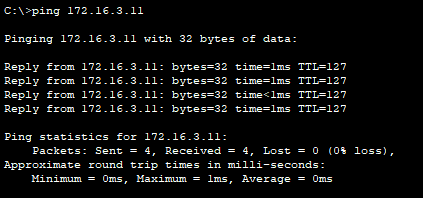 C:\>ping 172.16.3.11
Pinging 172.16.3.11 with 32 bytes of data:
Reply from 172.16.3.11: bytes=32 time=1ms TTL=127
Reply from 172.16.3.11: bytes=32 time=1ms TTL=127
Reply from 172.16.3.11: bytes=32 time<1ms TTL=127
Reply from 172.16.3.11: bytes=32 time=1ms TTL=127
Ping statistics for 172.16.3.11:
    Packets: Sent = 4, Received = 4, Lost = 0 (0% loss),
Approximate round trip times in milli-seconds:
    Minimum = 0ms, Maximum = 1ms, Average = 0ms